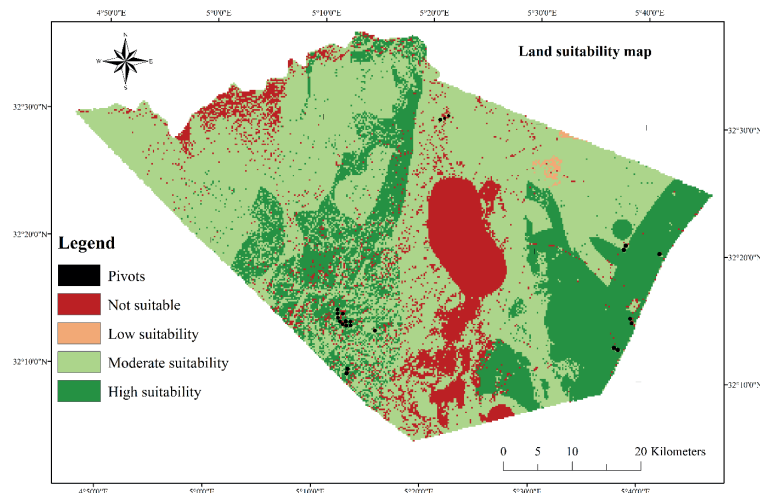 4°50'0"E 5°0'0"E 5°10'0"E 5°20'0"E 5°30'0"E 5°40'0"E
Land suitability map
N
W E
S
32°30'0"N 32°30'0"N
32°20'0"N 32°20'0"N
32°10'0"N 32°10'0"N
Legend
Pivots
Not suitable
Low suitability
Moderate suitability
High suitability
0 5 10 20 Kilometers
4°50'0"E 5°0'0"E 5°10'0"E 5°20'0"E 5°30'0"E 5°40'0"E